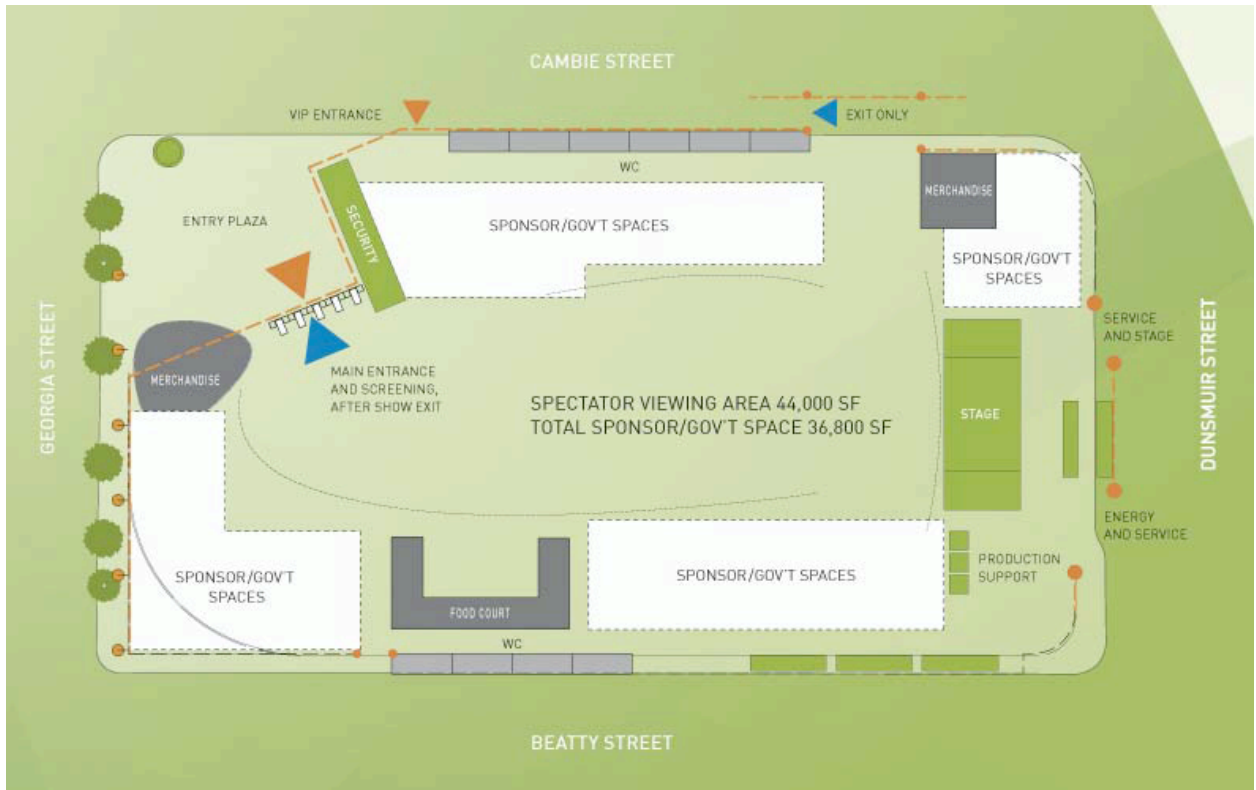 CAMBIE STREET
VIP ENTRANCE
EXIT ONLY
WC
MERCHANDISE
SECURITY
ENTRY PLAZA
SPONSOR/GOV'T SPACES
SPONSOR/GOV'T
SPACES
GEORGIA STREET
SERVICE
AND STAGE
DUNSMUIR STREET
MERCHANDISE
MAIN ENTRANCE
AND SCREENING,
AFTER SHOW EXIT
SPECTATOR VIEWING AREA 44,000 SF
TOTAL SPONSOR/GOV'T SPACE 36,800 SF
STAGE
ENERGY
AND SERVICE
SPONSOR/GOV'T
SPACES
SPONSOR/GOV'T SPACES
PRODUCTION
SUPPORT
FOOD COURT
WC
BEATTY STREET